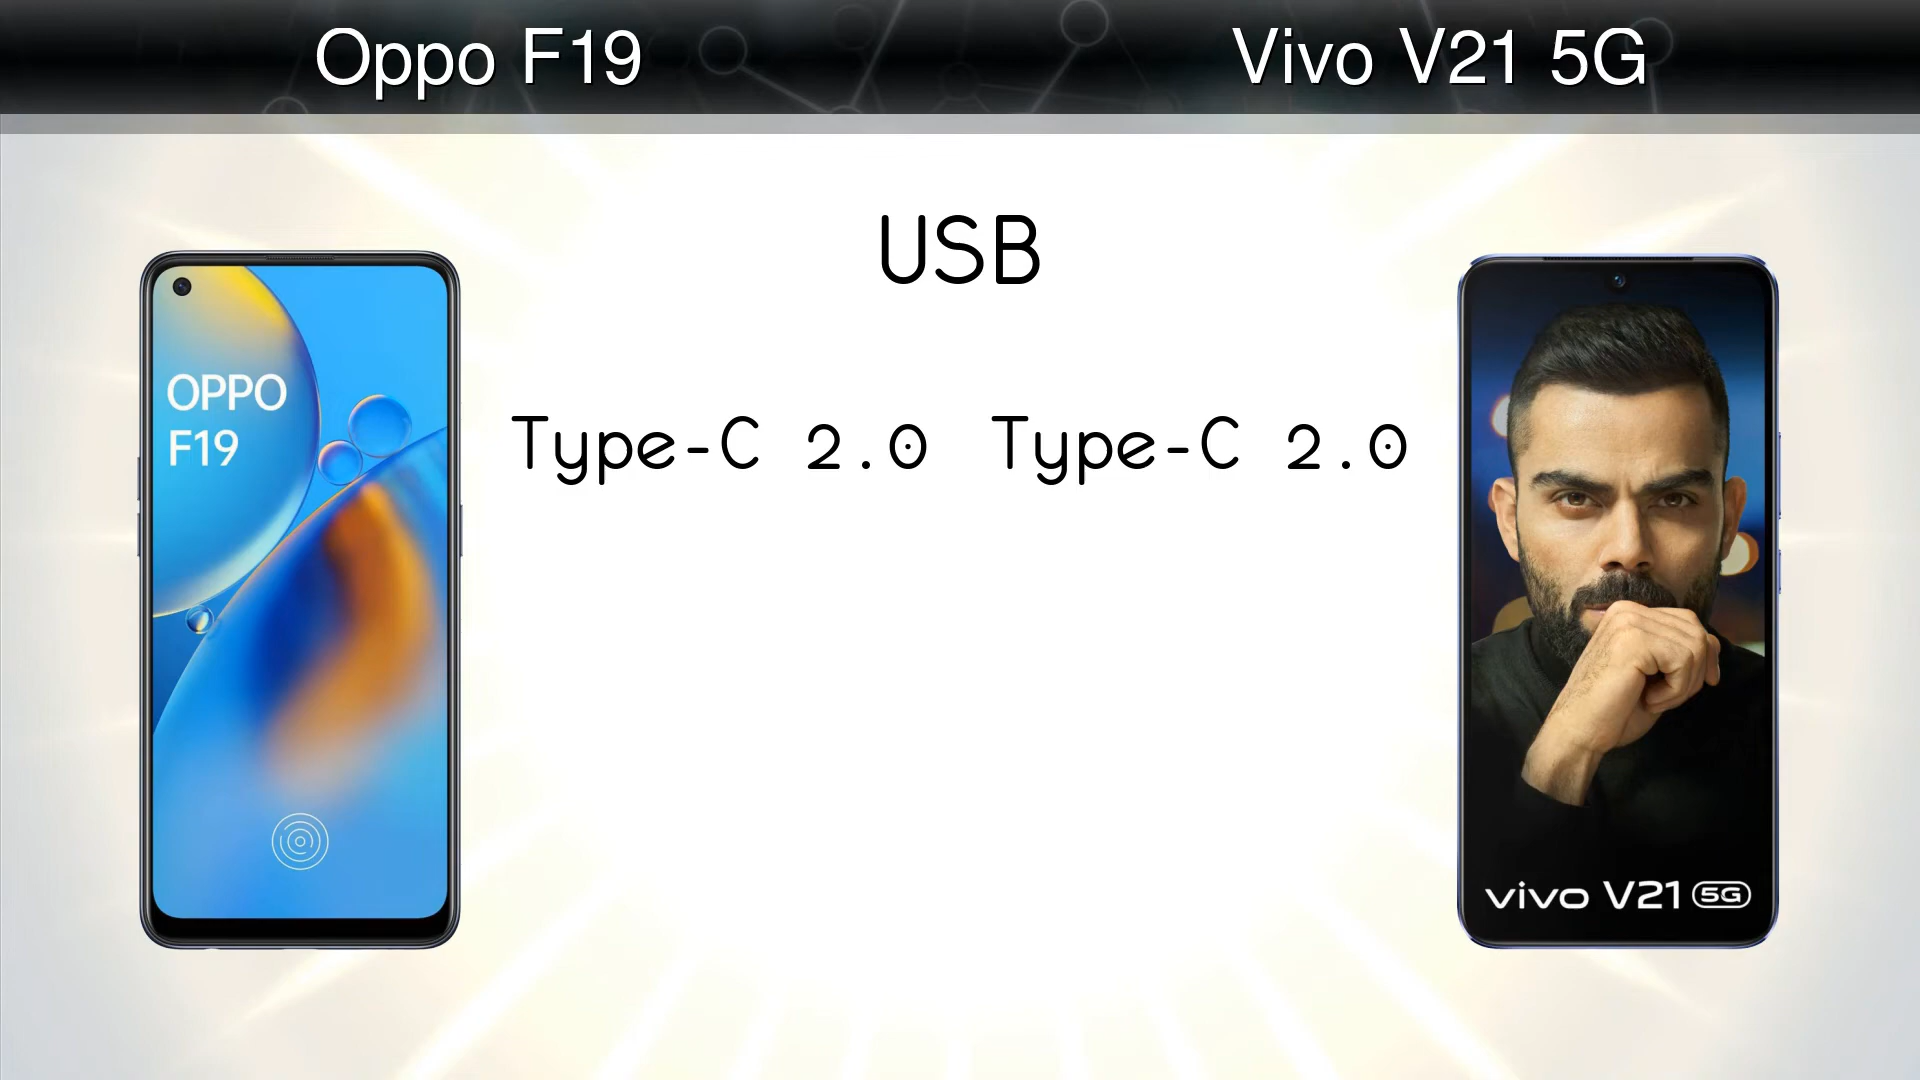 Oppo F19
Vivo V21 5G
USB
Type-C 2.0
Type-C 2.0
OPPO
F19
vivo V21 5G